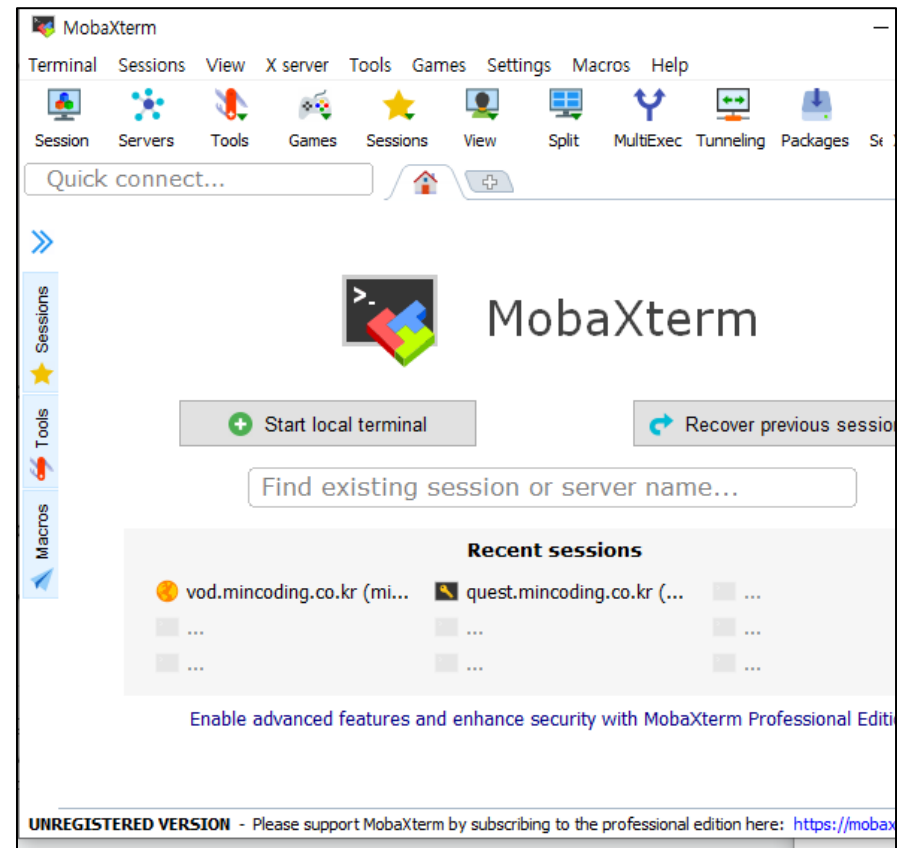 MobaXterm
Terminal Sessions View X server Tools Games Settings Macros Help
Session Servers Tools Games Sessions View Split MultiExec Tunneling Packages
Quick connect...
Sessions
Tools
Macros
>_
MobaXterm
Start local terminal Recover previous
Find existing session or server name...
Recent sessions
vod.mincoding.co.kr (mi... quest.mincoding.co.kr (... ...
... ... ...
... ... ...
Enable advanced features and enhance security with MobaXterm Professional
UNREGISTERED VERSION - Please support MobaXterm by subscribing to the professional edition here: https://mobax